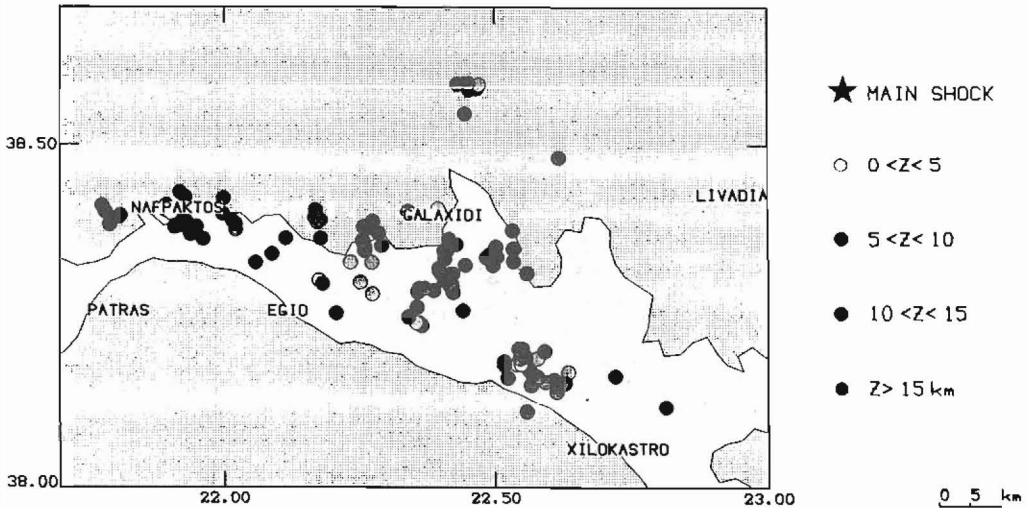 MAIN SHOCK
0 <Z< 5
5 <Z< 10
10 <Z< 15
Z> 15 km
38.50
38.00
22.00
22.50
23.00
NAFPAKTOS
GALAXIDI
LIVADIA
PATRAS
EGIO
XILOKASTRO
0 5 km